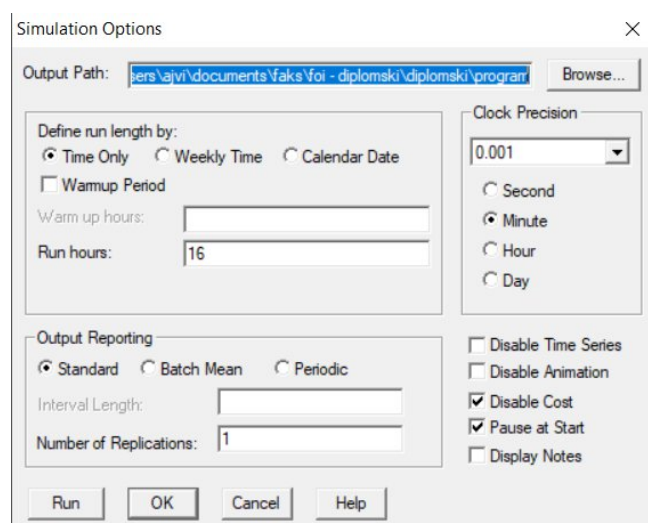 Simulation Options
Output Path: sers\ajvi\documents\faks\foi - diplomski\diplomski\program Browse...
Define run length by:
Time Only Weekly Time Calendar Date
Warmup Period
Warm up hours:
Run hours: 16
Clock Precision
0.001
Second
Minute
Hour
Day
Output Reporting
Standard Batch Mean Periodic
Interval Length:
Number of Replications: 1
Disable Time Series
Disable Animation
Disable Cost
Pause at Start
Display Notes
Run OK Cancel Help